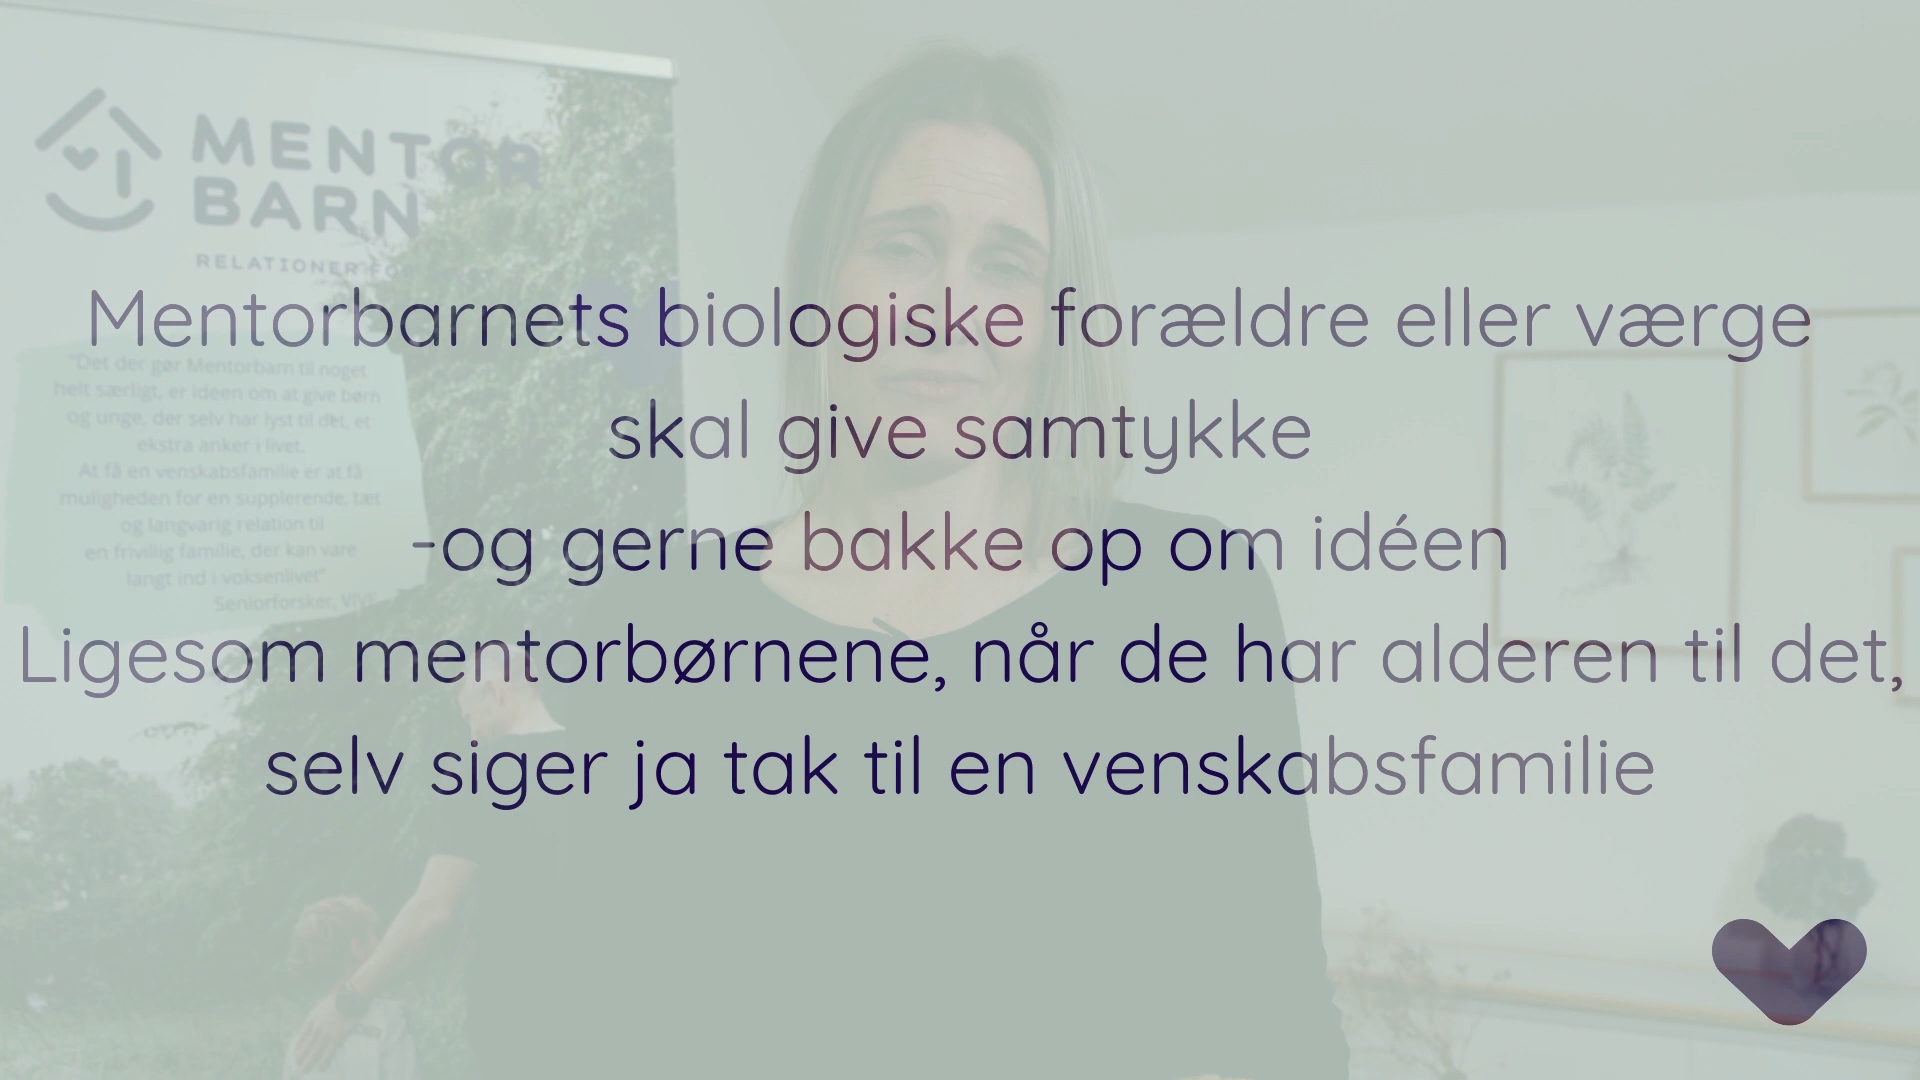 MENTOR
BARN
RELATIONER FOR
Mentorbarnets biologiske forældre eller værge
skal give samtykke
-og gerne bakke op om idéen
Ligesom mentorbørnene, når de har alderen til det,
selv siger ja tak til en venskabsfamilie
"Det der gør Mentorbarn til noget
helt særligt, er ideen om at give børn
og unge, der selv har lyst til det, et
ekstra anker i livet.
At få en venskabsfamilie er at få
muligheden for en supplerende, tæt
og langvarig relation til
en frivillig familie, der kan vare
langt ind i voksenlivet"
Seniorforsker, VIVE